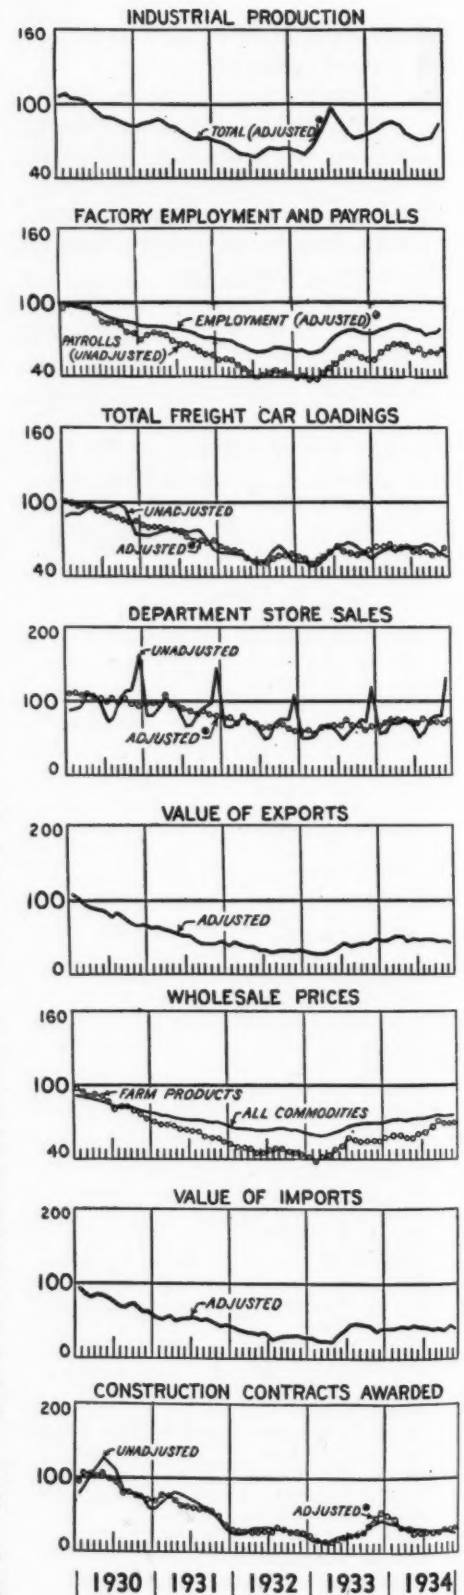 INDUSTRIAL PRODUCTION
160
100
TOTAL (ADJUSTED)
40
FACTORY EMPLOYMENT AND PAYROLLS
160
100
EMPLOYMENT (ADJUSTED)
PAYROLLS
(UNADJUSTED)
40
TOTAL FREIGHT CAR LOADINGS
160
100
UNADJUSTED
ADJUSTED
40
DEPARTMENT STORE SALES
200
UNADJUSTED
100
ADJUSTED
0
VALUE OF EXPORTS
200
100
ADJUSTED
0
WHOLESALE PRICES
160
100
FARM PRODUCTS
ALL COMMODITIES
40
VALUE OF IMPORTS
200
100
ADJUSTED
0
CONSTRUCTION CONTRACTS AWARDED
200
UNADJUSTED
100
ADJUSTED
0
1930 1931 1932 1933 1934